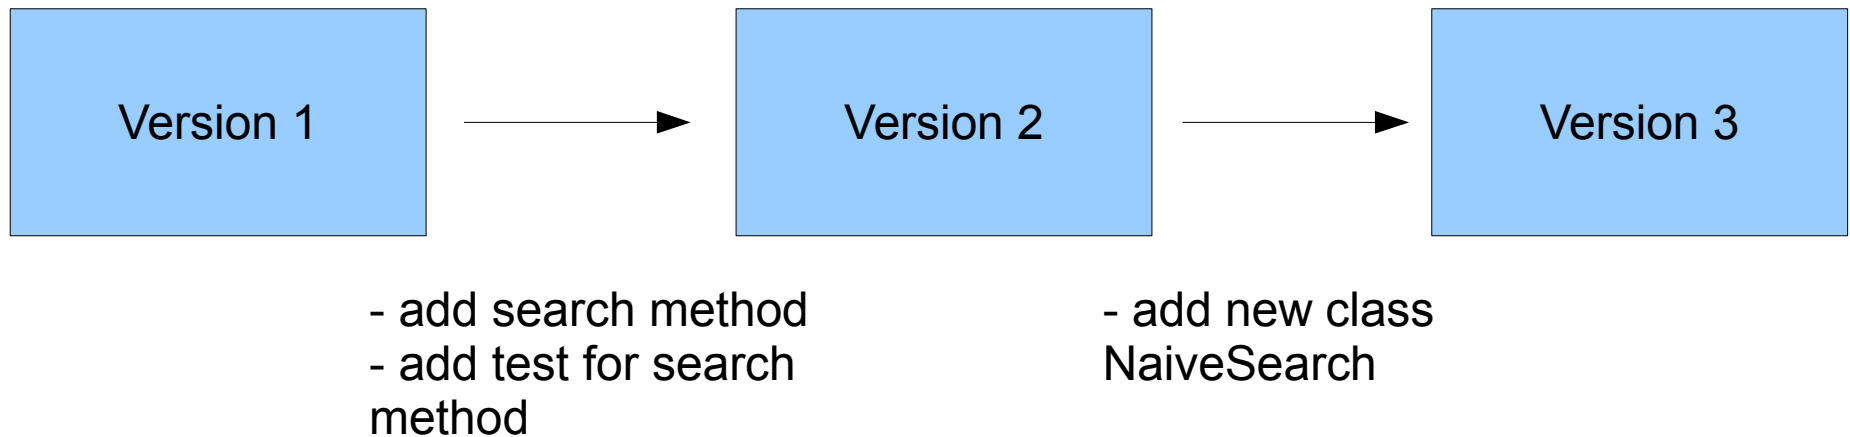 Version 1
Version 2
Version 3
- add search method
- add test for search
method
- add new class
NaiveSearch